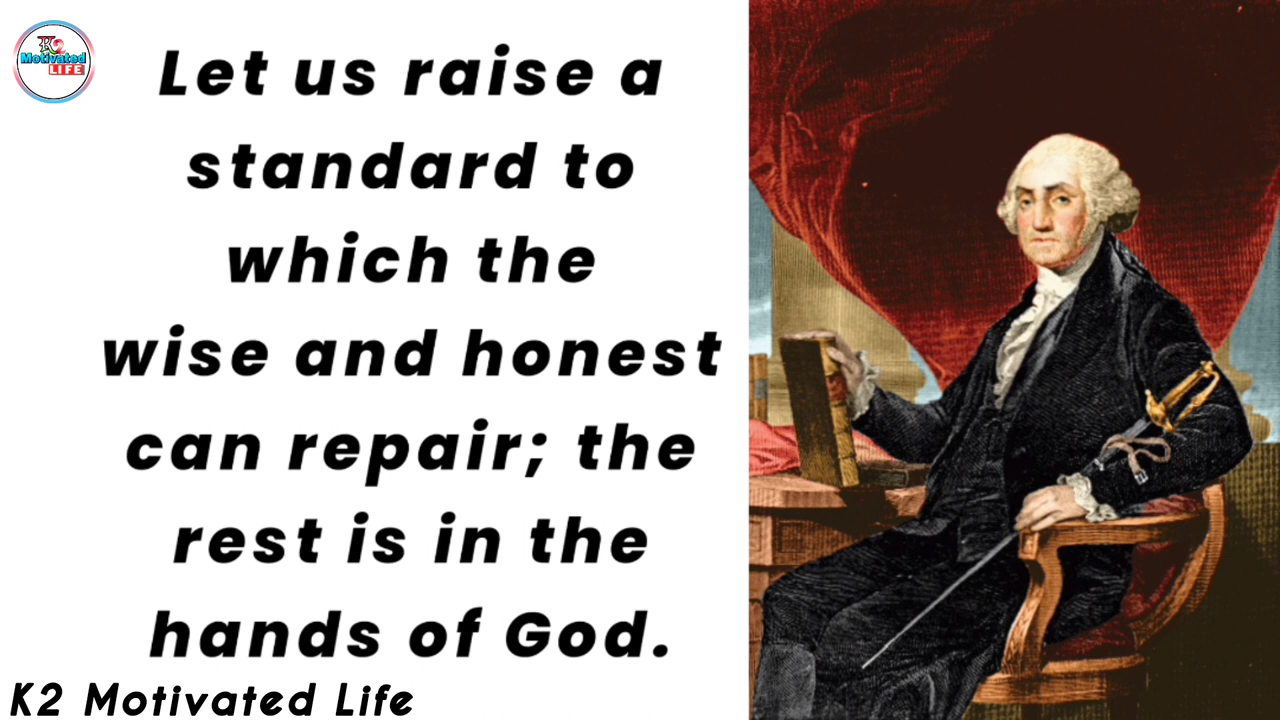 K2
Motivated
LIFE
Let us raise a
standard to
which the
wise and honest
can repair; the
rest is in the
hands of God.
K2 Motivated Life